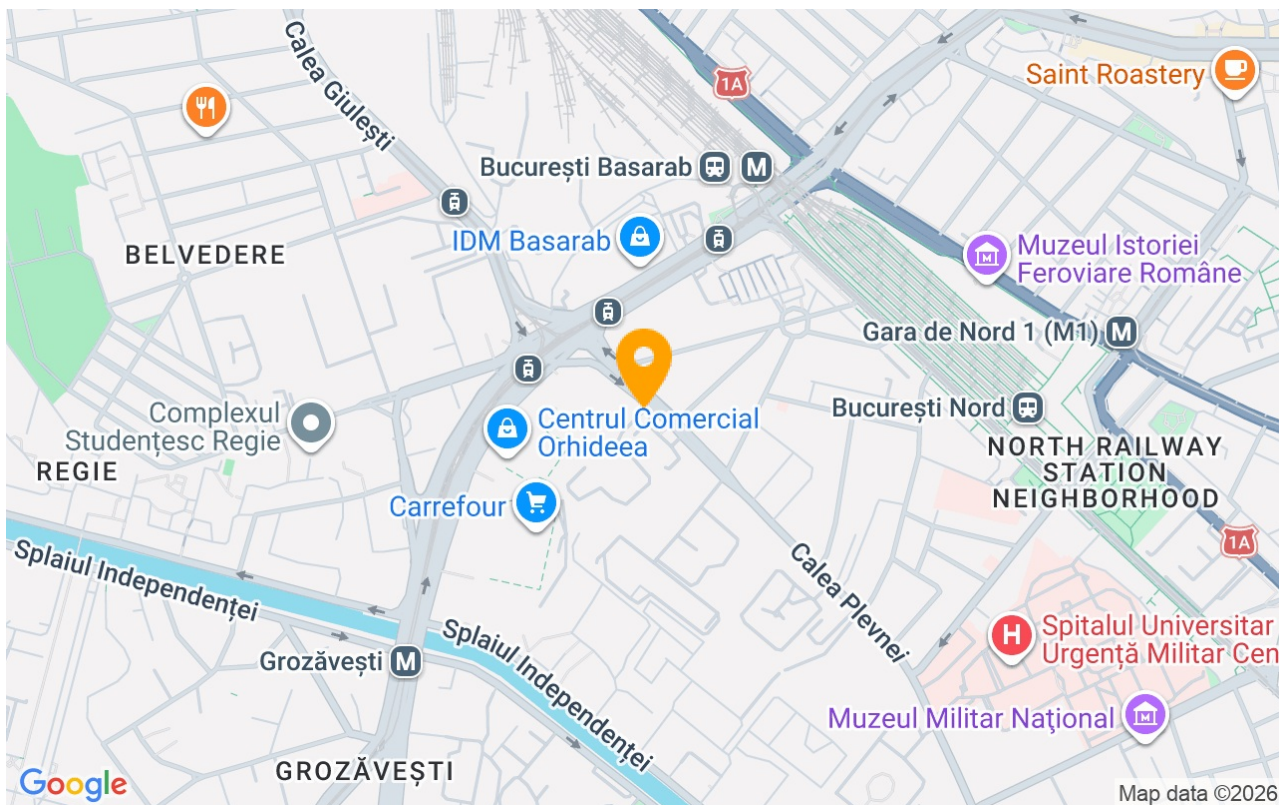 Calea Giulești
1A
Saint Roastery
București Basarab
M
IDM Basarab
BELVEDERE
Muzeul Istoriei
Feroviare Române
Gara de Nord 1 (M1)
M
București Nord
Complexul
Studențesc Regie
Centrul Comercial
Orhideea
REGIE
NORTH RAILWAY
STATION
NEIGHBORHOOD
Carrefour
1A
Splaiul Independenței
Calea Plevnei
H
Spitalul Universitar
Urgență Militar Cen
Splaiul Independenței
Grozăvești
M
Muzeul Militar Național
M
GROZĂVEȘTI
Google
Map data ©2026